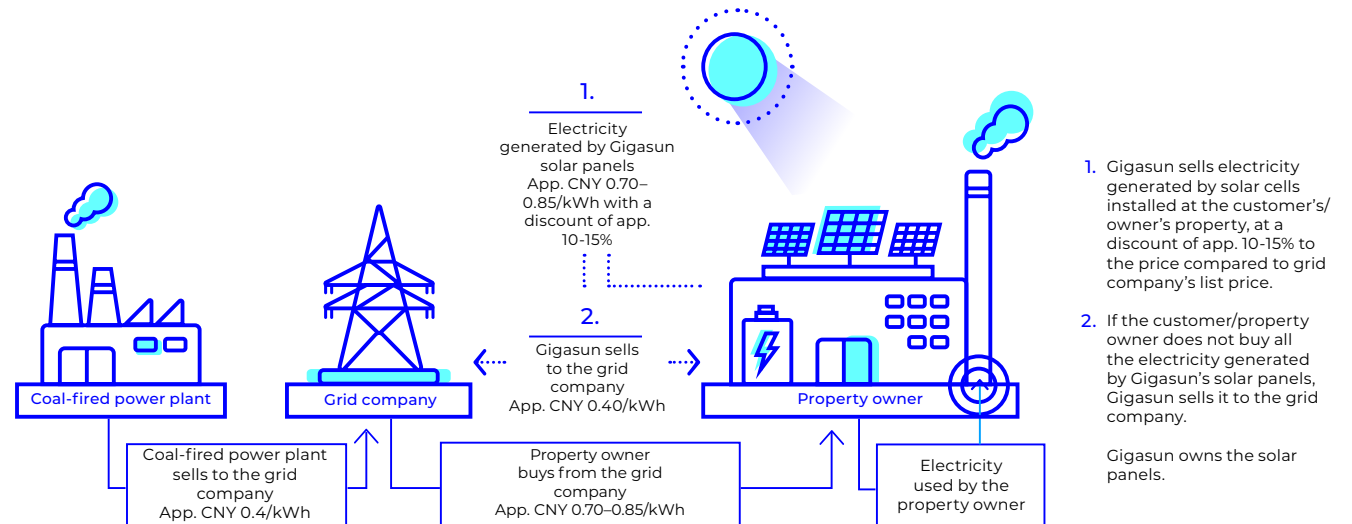 1.
Electricity
generated by Gigasun
solar panels
App. CNY 0.70–
0.85/kWh with a
discount of app.
10-15%
2.
Gigasun sells
to the grid
company
App. CNY 0.40/kWh
Coal-fired power plant
Grid company
Property owner
Coal-fired power plant
sells to the grid
company
App. CNY 0.4/kWh
Property owner
buys from the grid
company
App. CNY 0.70–0.85/kWh
Electricity
used by the
property owner
1. Gigasun sells electricity
generated by solar cells
installed at the customer's/
owner's property, at a
discount of app. 10-15% to
the price compared to grid
company's list price.
2. If the customer/property
owner does not buy all
the electricity generated
by Gigasun's solar panels,
Gigasun sells it to the grid
company.
Gigasun owns the solar
panels.